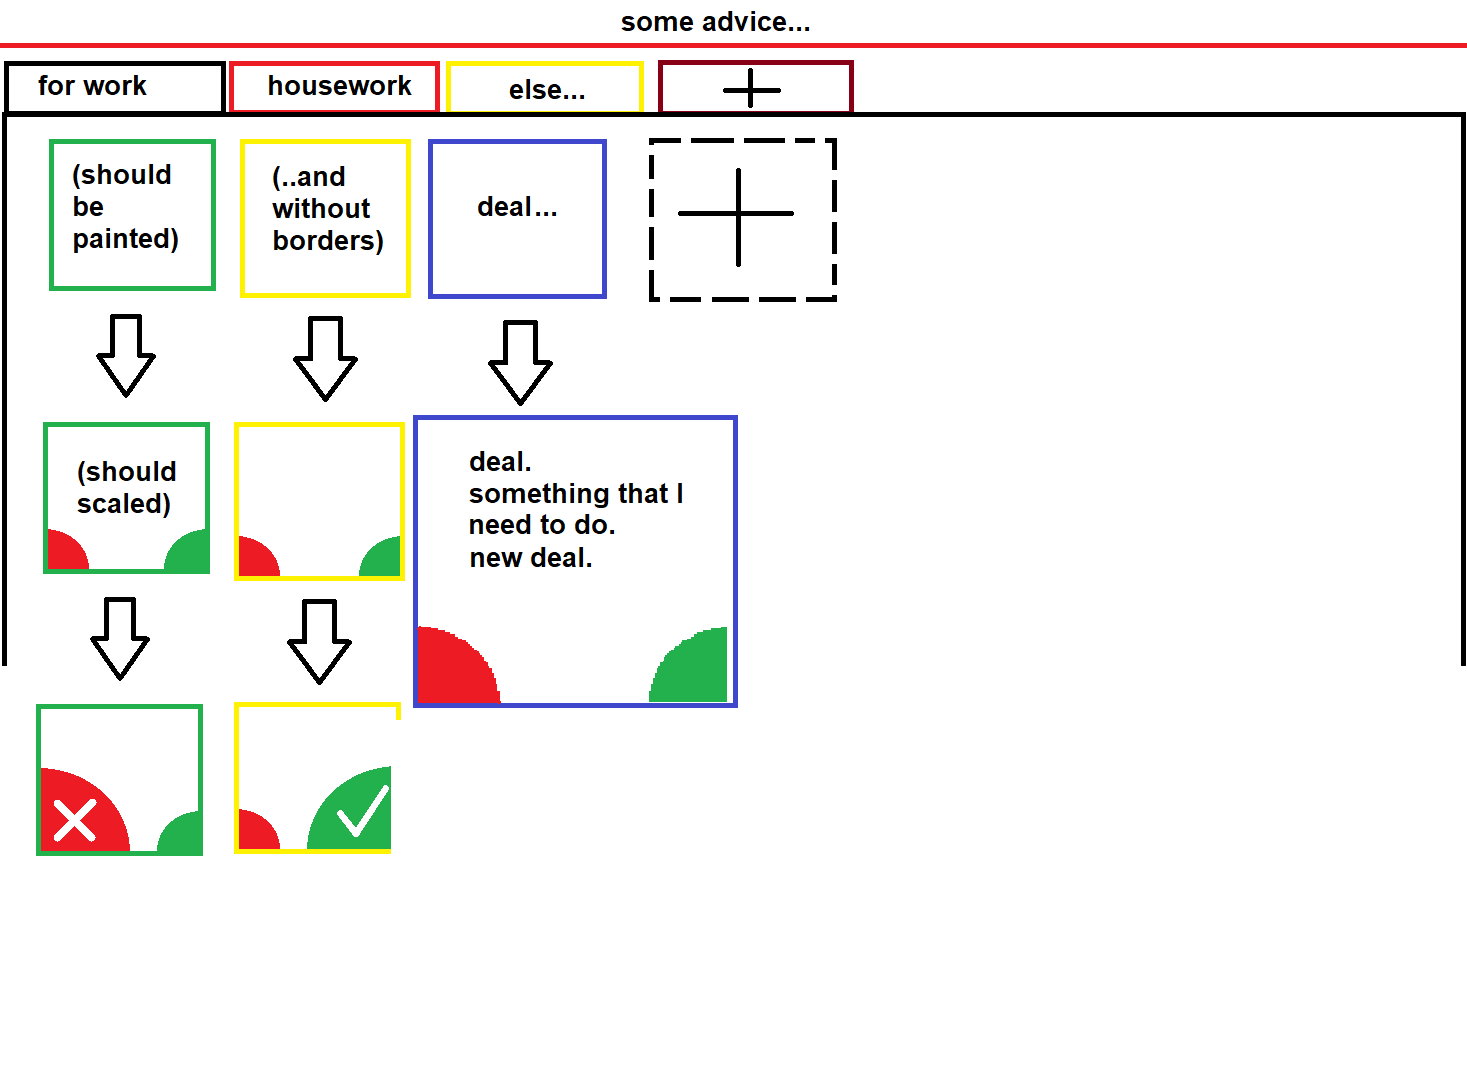 some advice...
for work
housework
else...
(should
be
painted)
(..and
without
borders)
deal...
(should
scaled)
deal.
something that I
need to do.
new deal.